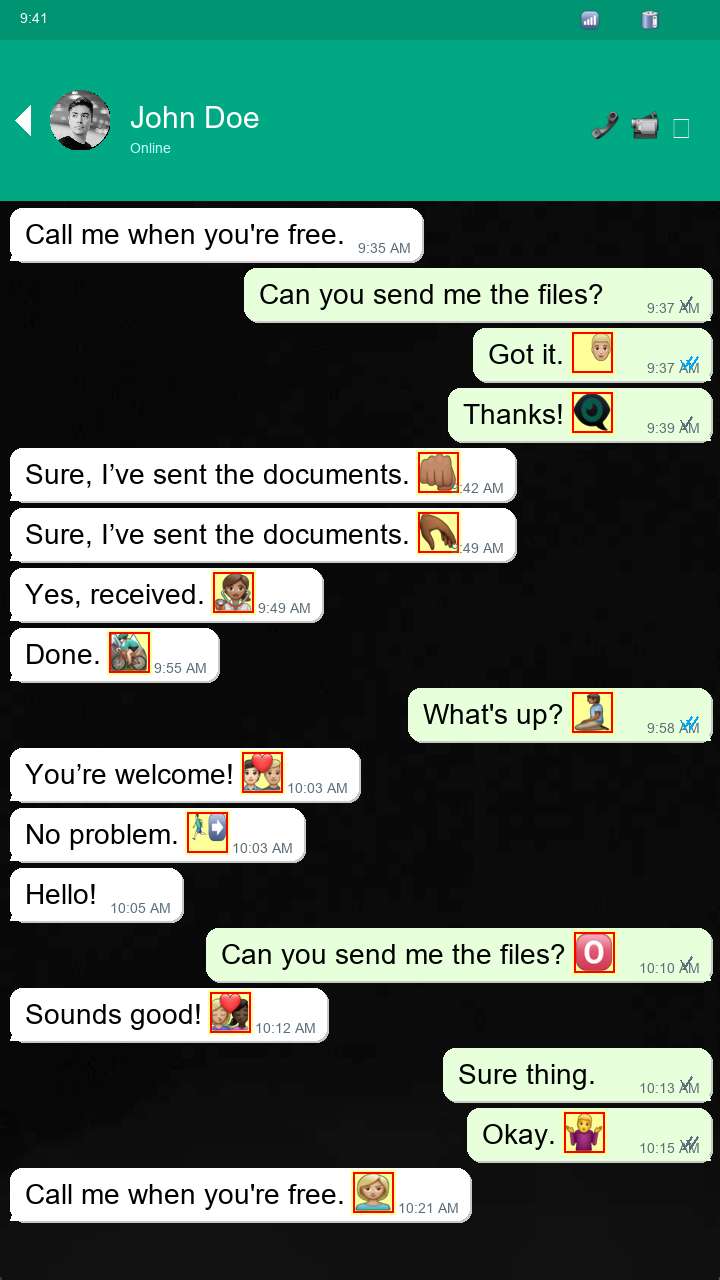 9:41
John Doe
Online
Call me when you're free. 9:35 AM
Can you send me the files? 9:37 AM
Got it. 9:37 AM
Thanks! 9:39 AM
Sure, I’ve sent the documents. 9:42 AM
Sure, I’ve sent the documents. 9:49 AM
Yes, received. 9:49 AM
Done. 9:55 AM
What's up? 9:58 AM
You’re welcome! 10:03 AM
No problem. 10:03 AM
Hello! 10:05 AM
Can you send me the files? 🅾 10:10 AM
Sounds good! 10:12 AM
Sure thing. 10:13 AM
Okay. 10:15 AM
Call me when you're free. 10:21 AM